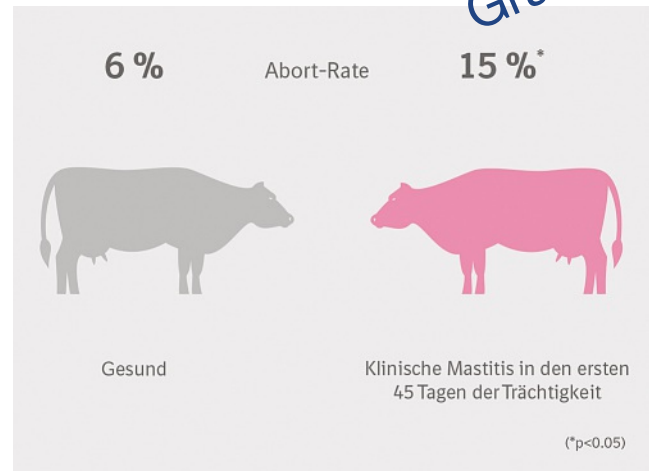 6 % Abort-Rate 15 %*
Gesund
Klinische Mastitis in den ersten
45 Tagen der Trächtigkeit
(*p<0.05)